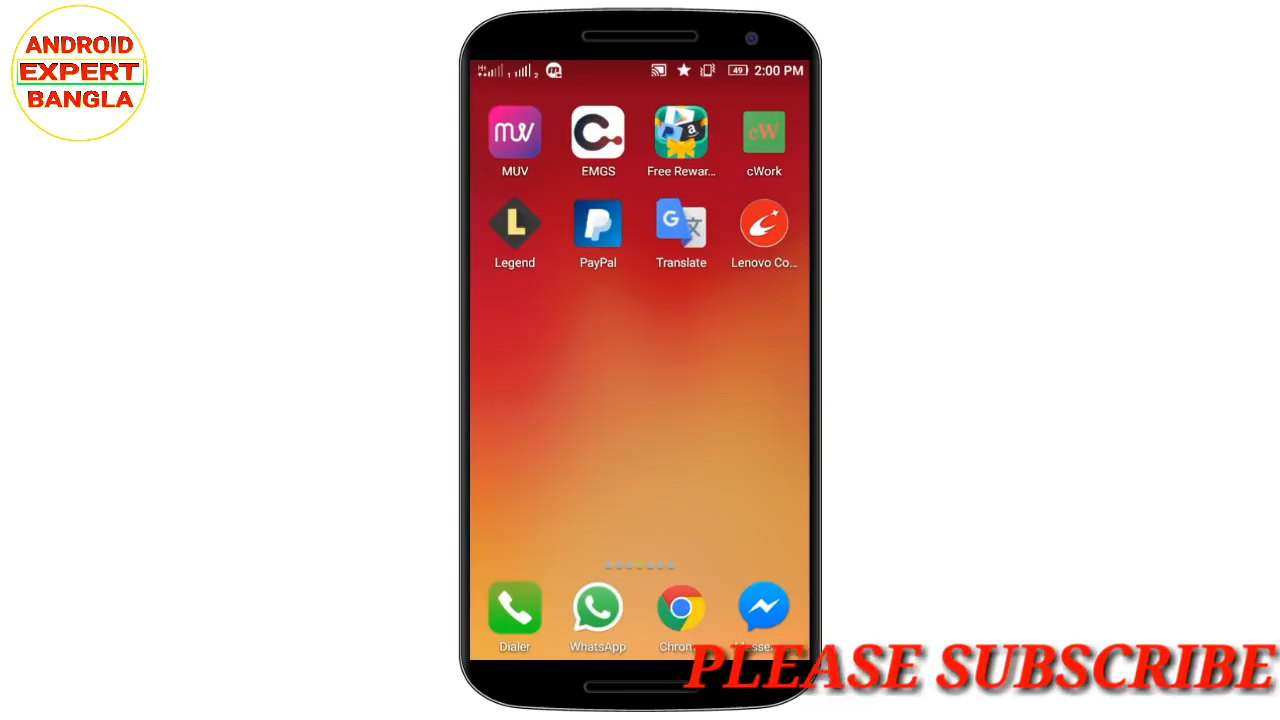 ANDROID
EXPERT
BANGLA
49 2:00 PM
MUV EMGS Free Rewar... cWork
Legend PayPal Translate Lenovo Co...
Dialer WhatsApp
PLEASE SUBSCRIBE